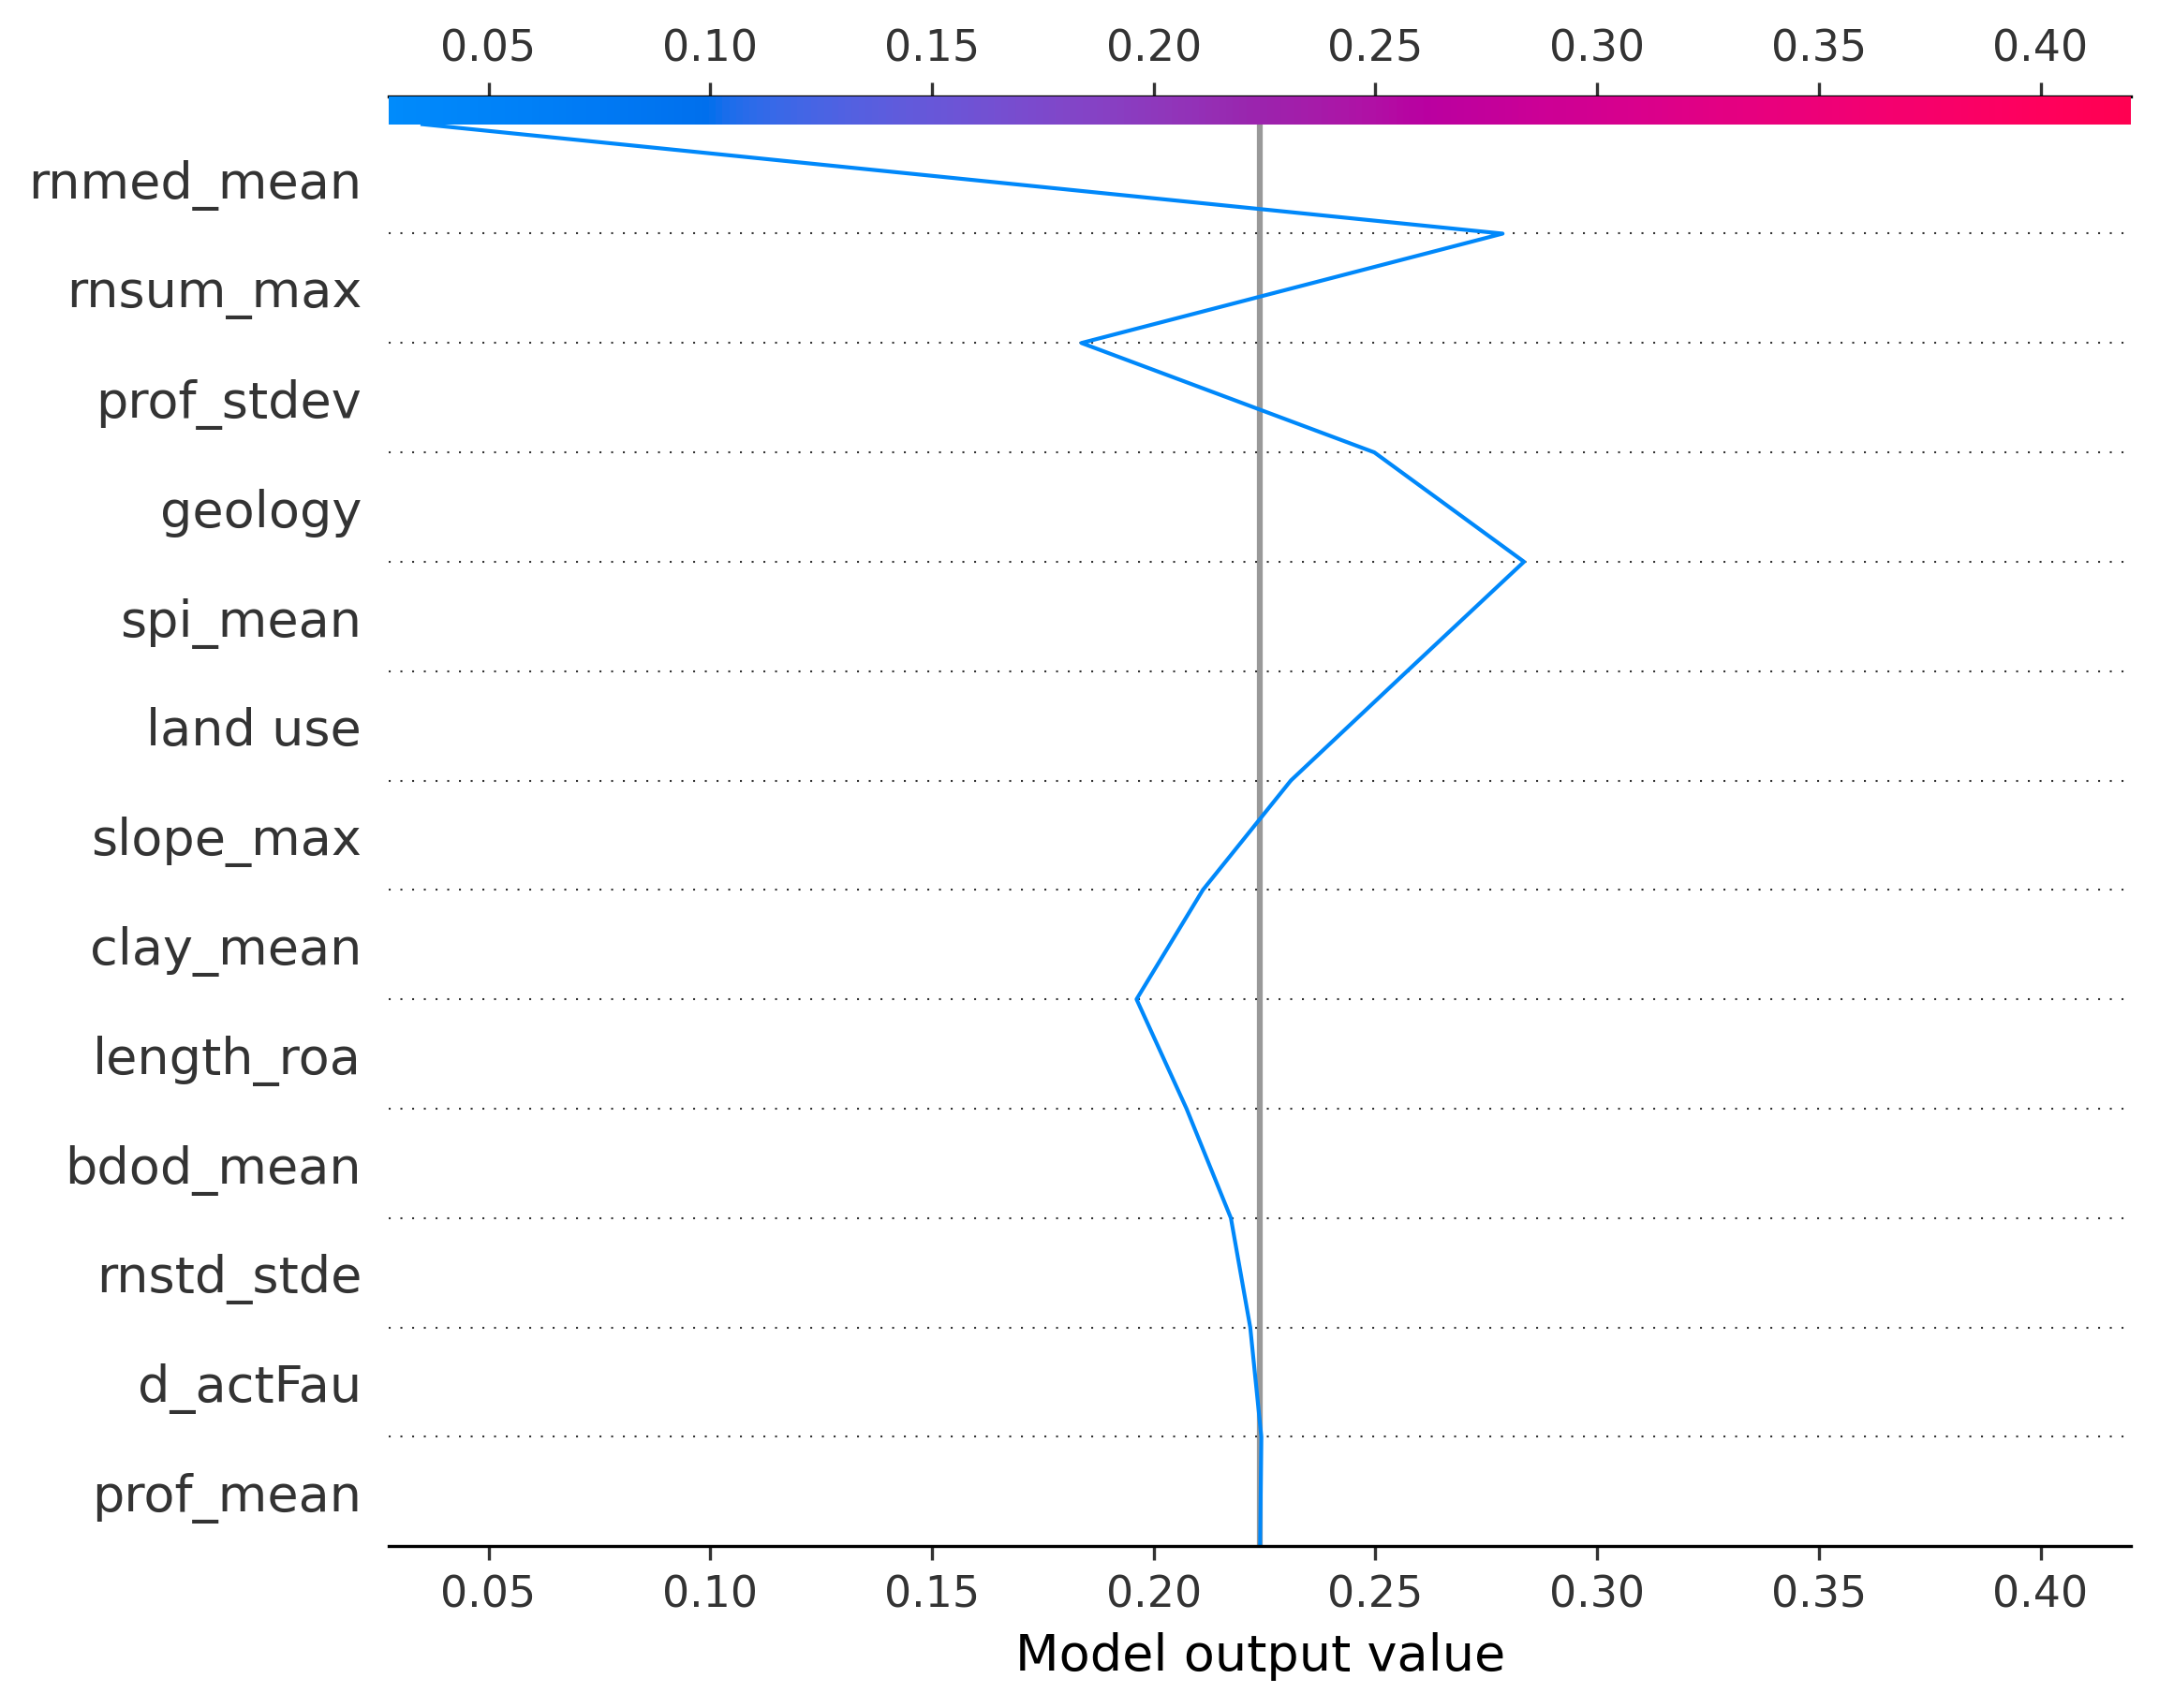 0.05 0.10 0.15 0.20 0.25 0.30 0.35 0.40
rnmed_mean
rnsum_max
prof_stdev
geology
spi_mean
land use
slope_max
clay_mean
length_roa
bdod_mean
rnstd_stde
d_actFau
prof_mean
0.05 0.10 0.15 0.20 0.25 0.30 0.35 0.40
Model output value